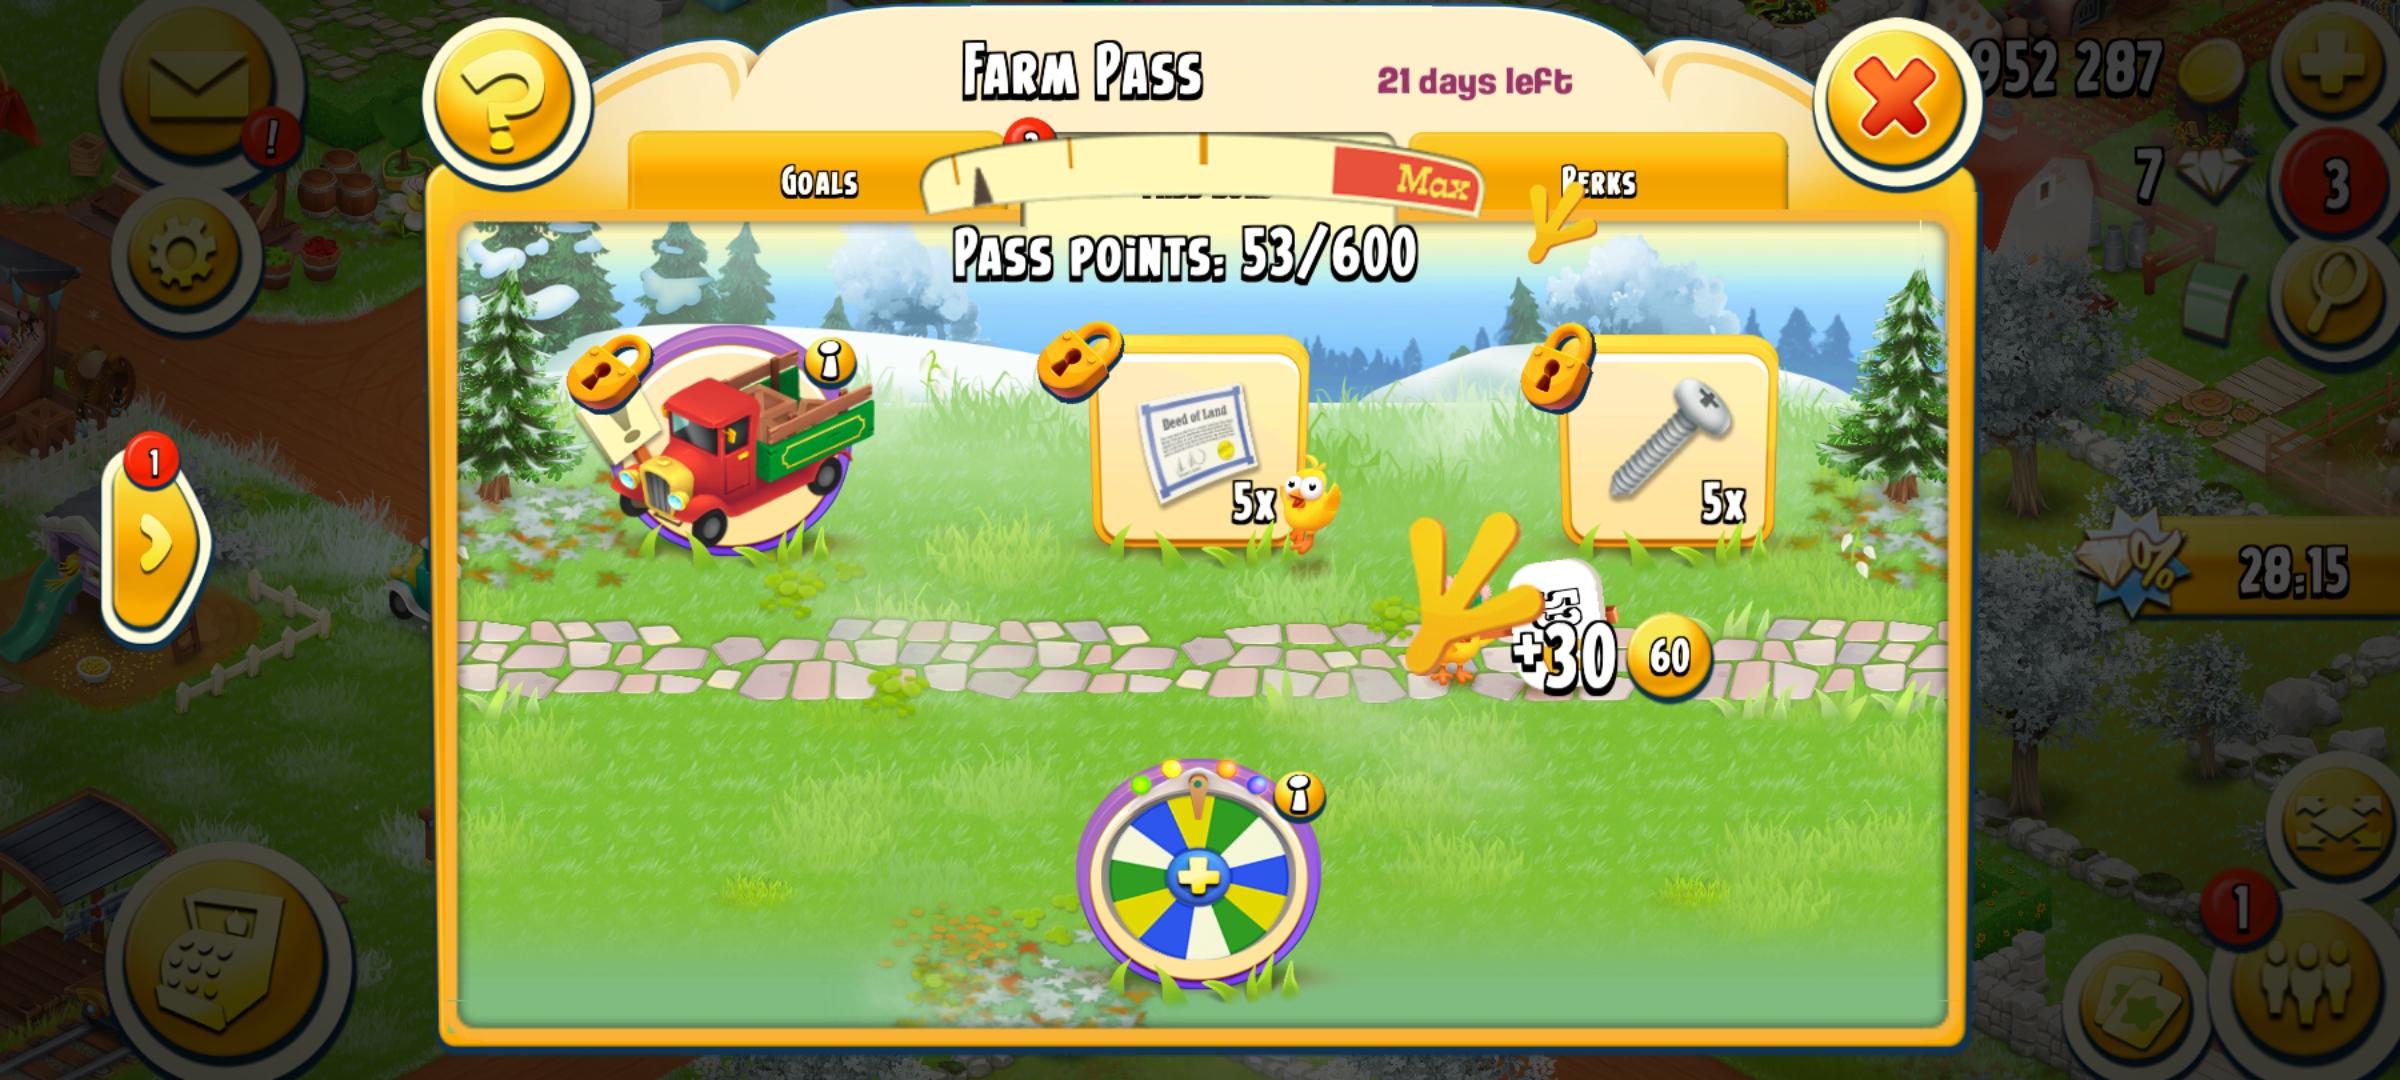 FARM PASS
21 days left
952 287
!
GOALS
Max
PERKS
7
3
PASS POINTS: 53/600
Deed of Land
5x
5x
1
%
28:15
+30
60
1